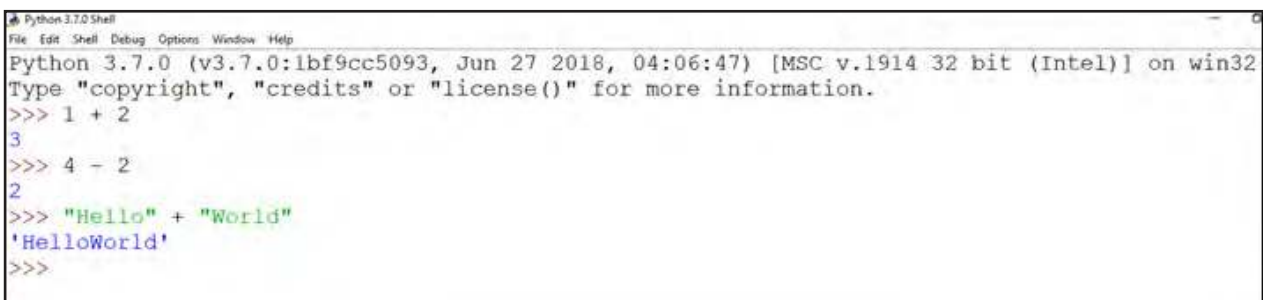 Python 3.7.0 Shell
File Edit Shell Debug Options Window Help
Python 3.7.0 (v3.7.0:1bf9cc5093, Jun 27 2018, 04:06:47) [MSC v.1914 32 bit (Intel)] on win32
Type "copyright", "credits" or "license()" for more information.
>>> 1 + 2
3
>>> 4 - 2
2
>>> "Hello" + "World"
'HelloWorld'
>>>